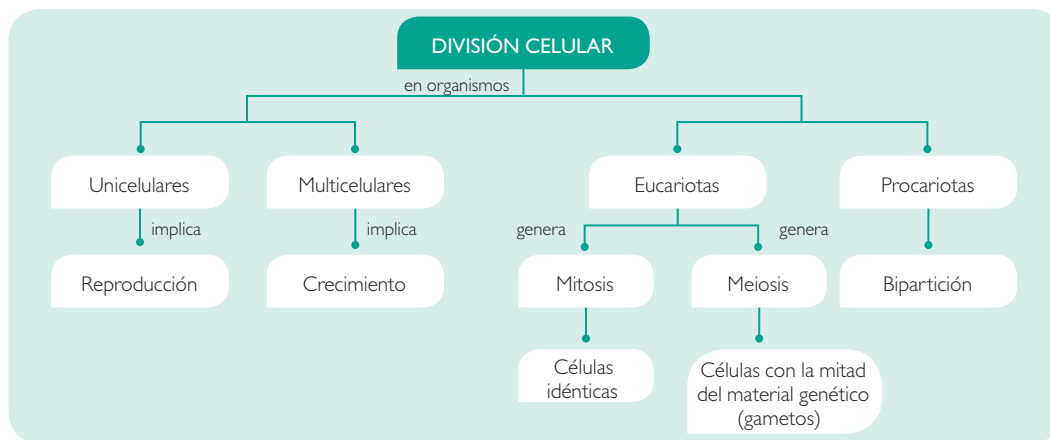 DIVISIÓN CELULAR
en organismos
Unicelulares
Multicelulares
Eucariotas
Procariotas
implica
implica
genera
genera
Reproducción
Crecimiento
Mitosis
Meiosis
Bipartición
Células
idénticas
Células con la mitad
del material genético
(gametos)